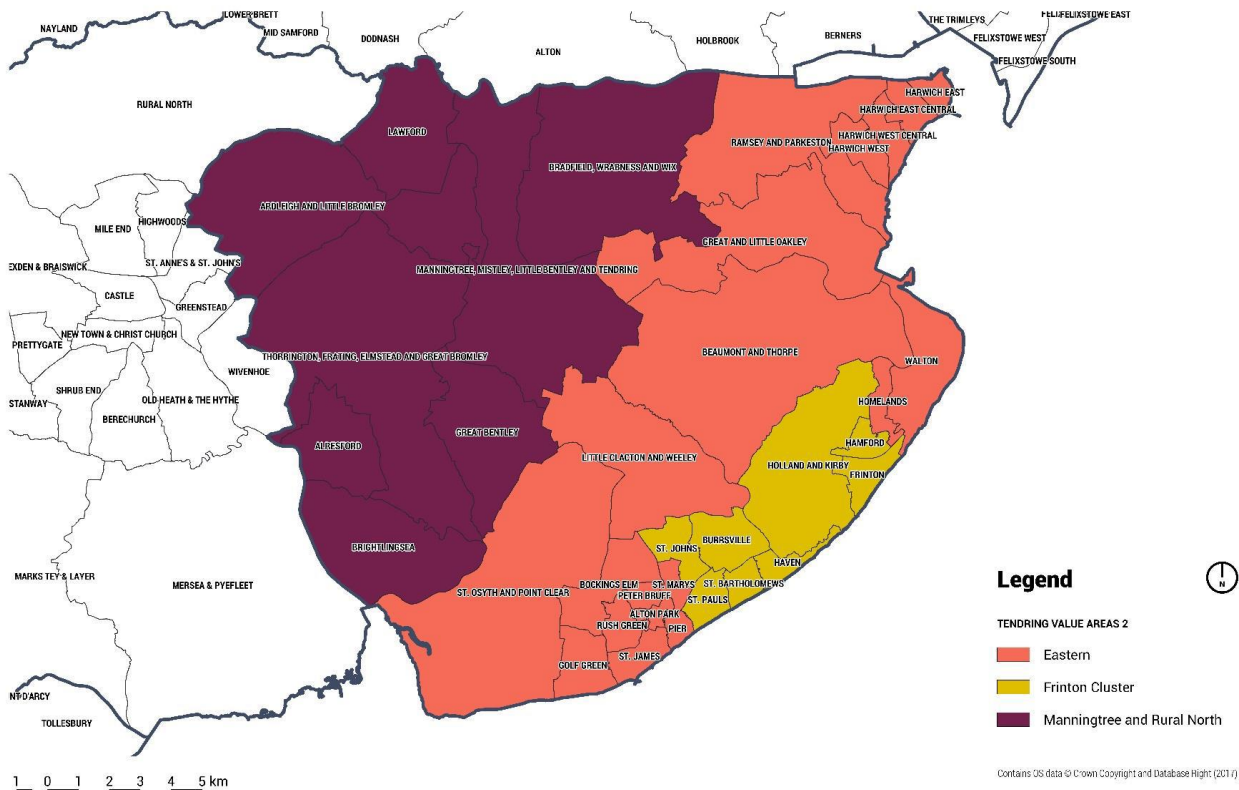 LOWER BRETT
NAYLAND
MID SAMFORD
DODNASH
ALTON
HOLBROOK
BERNERS
THE TRIMLEYS
FELIXSTOWE EAST
FELIXSTOWE WEST
FELIXSTOWE SOUTH
RURAL NORTH
LAWFORD
HARWICH EAST
HARWICH EAST CENTRAL
HARWICH WEST CENTRAL
RAMSEY AND PARKESTON
HARWICH WEST
BRADFIELD, WRABNESS AND WIX
ARDLEIGH AND LITTLE BROMLEY
HIGHWOODS
MILE END
GREAT AND LITTLE OAKLEY
ST. ANNE'S & ST. JOHN'S
EXDEN & BRAISWICK
MANNINGTREE, MISTLEY, LITTLE BENTLEY AND TENDRING
CASTLE
GREENSTEAD
NEW TOWN & CHRIST CHURCH
PRETTYGATE
BEAUMONT AND THORPE
THORRINGTON, FRATING, ELMSTEAD AND GREAT BROMLEY
WALTON
WIVENHOE
SHRUB END
OLD HEATH & THE HYTHE
HOMELANDS
STANWAY
BERECHURCH
GREAT BENTLEY
HAMFORD
ALRESFORD
LITTLE CLACTON AND WEELEY
HOLLAND AND KIRBY
FRINTON
BURRSVILLE
BRIGHTLINGSEA
ST. JOHNS
HAVEN
MARKS TEY & LAYER
MERSEA & PYEFLEET
BOCKINGS ELM
ST. MARYS
ST. BARTHOLOMEWS
ST. OSYTH AND POINT CLEAR
PETER BRUFF
ST. PAULS
ALTON PARK
RUSH GREEN
PIER
ST. JAMES
GOLF GREEN
NT D'ARCY
TOLLESBURY
1 0 1 2 3 4 5 km
Legend
N
TENDRING VALUE AREAS 2
Eastern
Frinton Cluster
Manningtree and Rural North
Contains OS data © Crown Copyright and Database Right (2017)